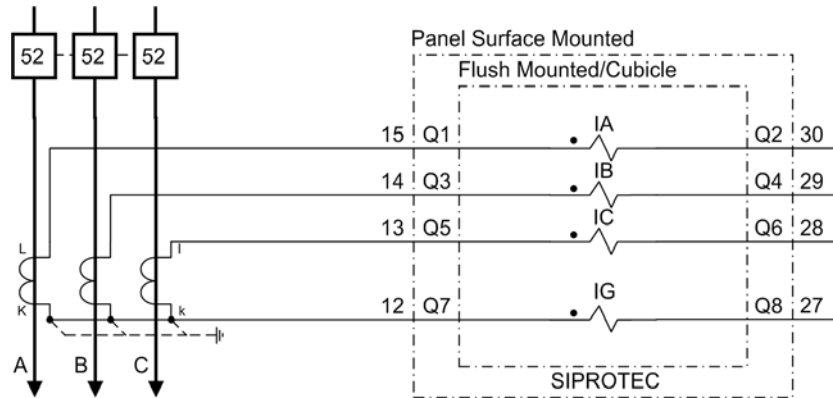 52 52 52
Panel Surface Mounted
Flush Mounted/Cubicle
IA
15 Q1 Q2 30
IB
14 Q3 Q4 29
IC
13 Q5 Q6 28
L l
K k
IG
12 Q7 Q8 27
A B C
SIPROTEC